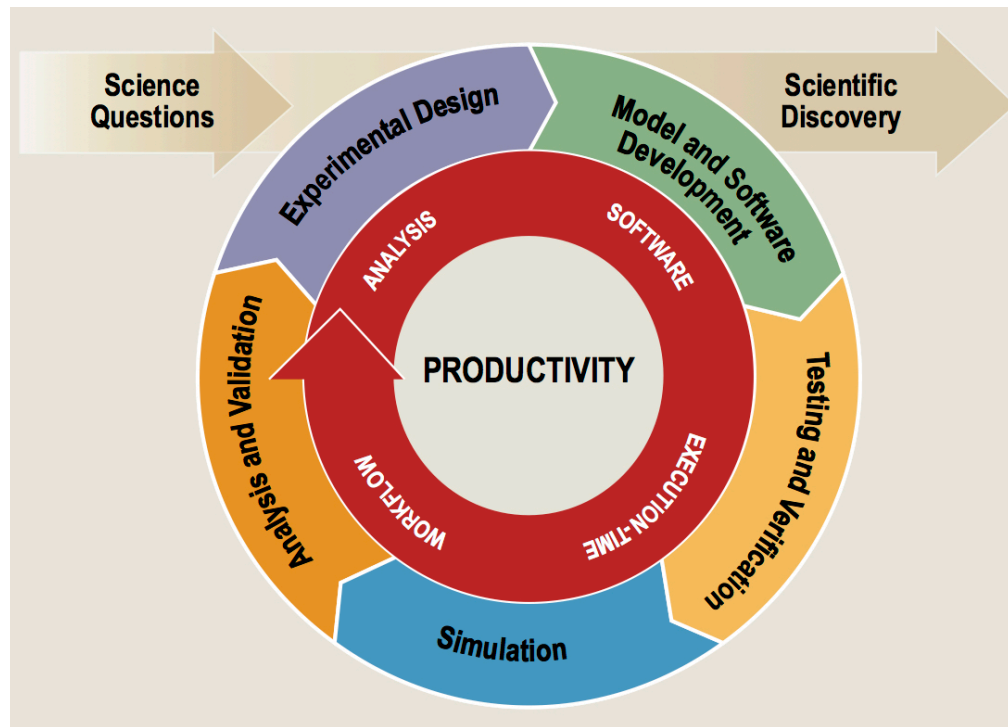 Science
Questions
Scientific
Discovery
Experimental Design
Model and Software
Development
Testing and Verification
Simulation
Analysis and Validation
ANALYSIS
SOFTWARE
EXECUTION-TIME
WORKFLOW
PRODUCTIVITY